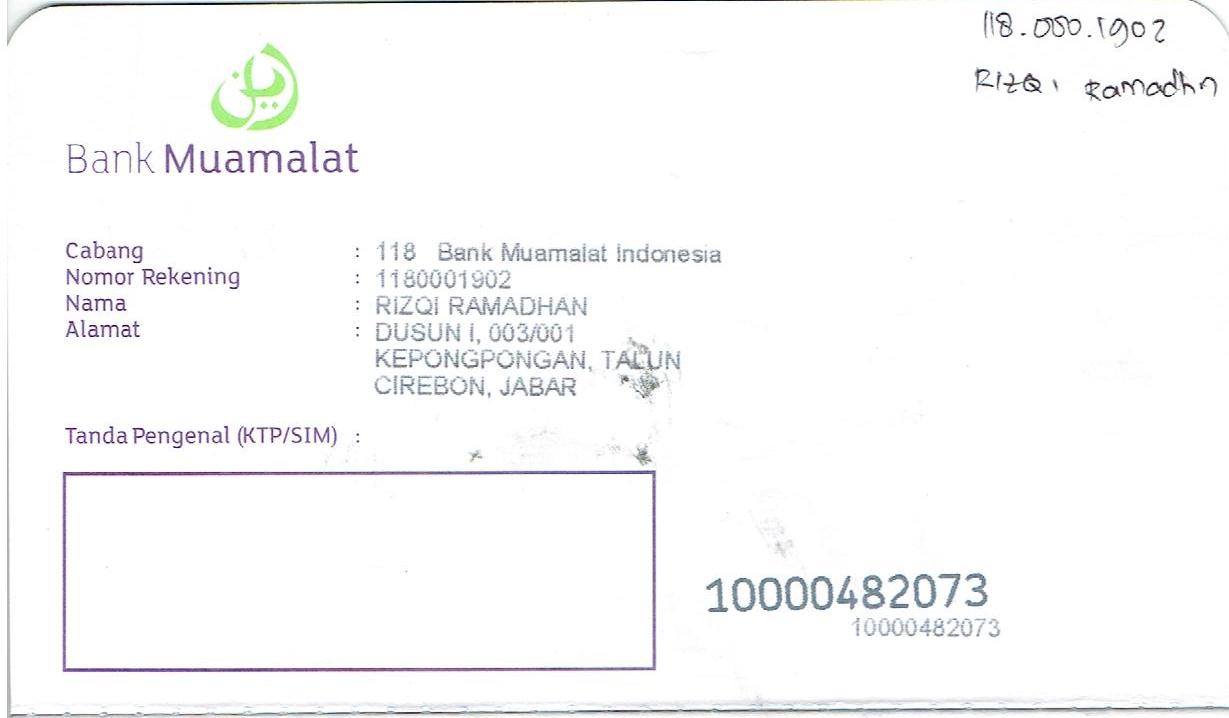 118.000.1902
RIZQI Ramadhn
Bank Muamalat
Cabang : 118 Bank Muamalat Indonesia
Nomor Rekening : 1180001902
Nama : RIZQI RAMADHAN
Alamat : DUSUN I, 003/001
KEPONGPONGAN, TALUN
CIREBON, JABAR
Tanda Pengenal (KTP/SIM) :
10000482073
10000482073